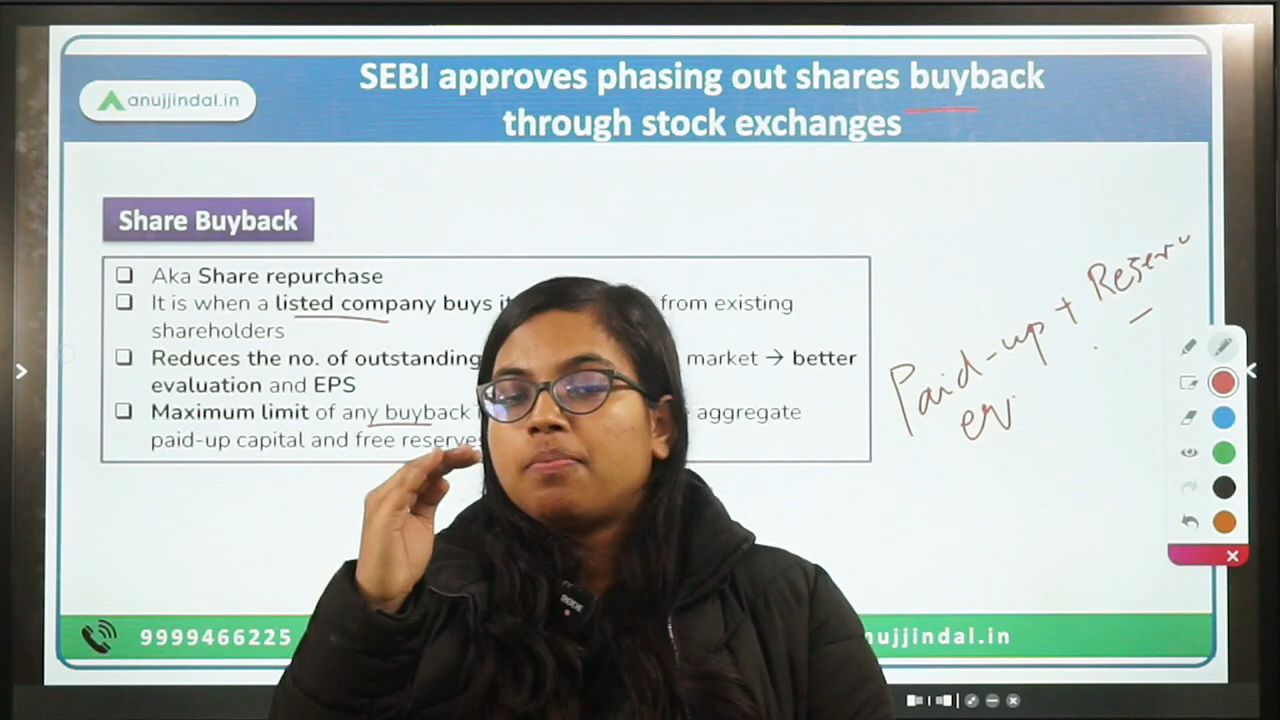 SEBI approves phasing out shares buyback
anujjindal.in
through stock exchanges
Share Buyback
Aka Share repurchase
It is when a listed company buys from existing
shareholders
Reduces the no. of outstanding market → better
evaluation and EPS
Maximum limit of any buyback aggregate
paid-up capital and free reserves
Paid-up + Reserv
9999466225
nujjindal.in